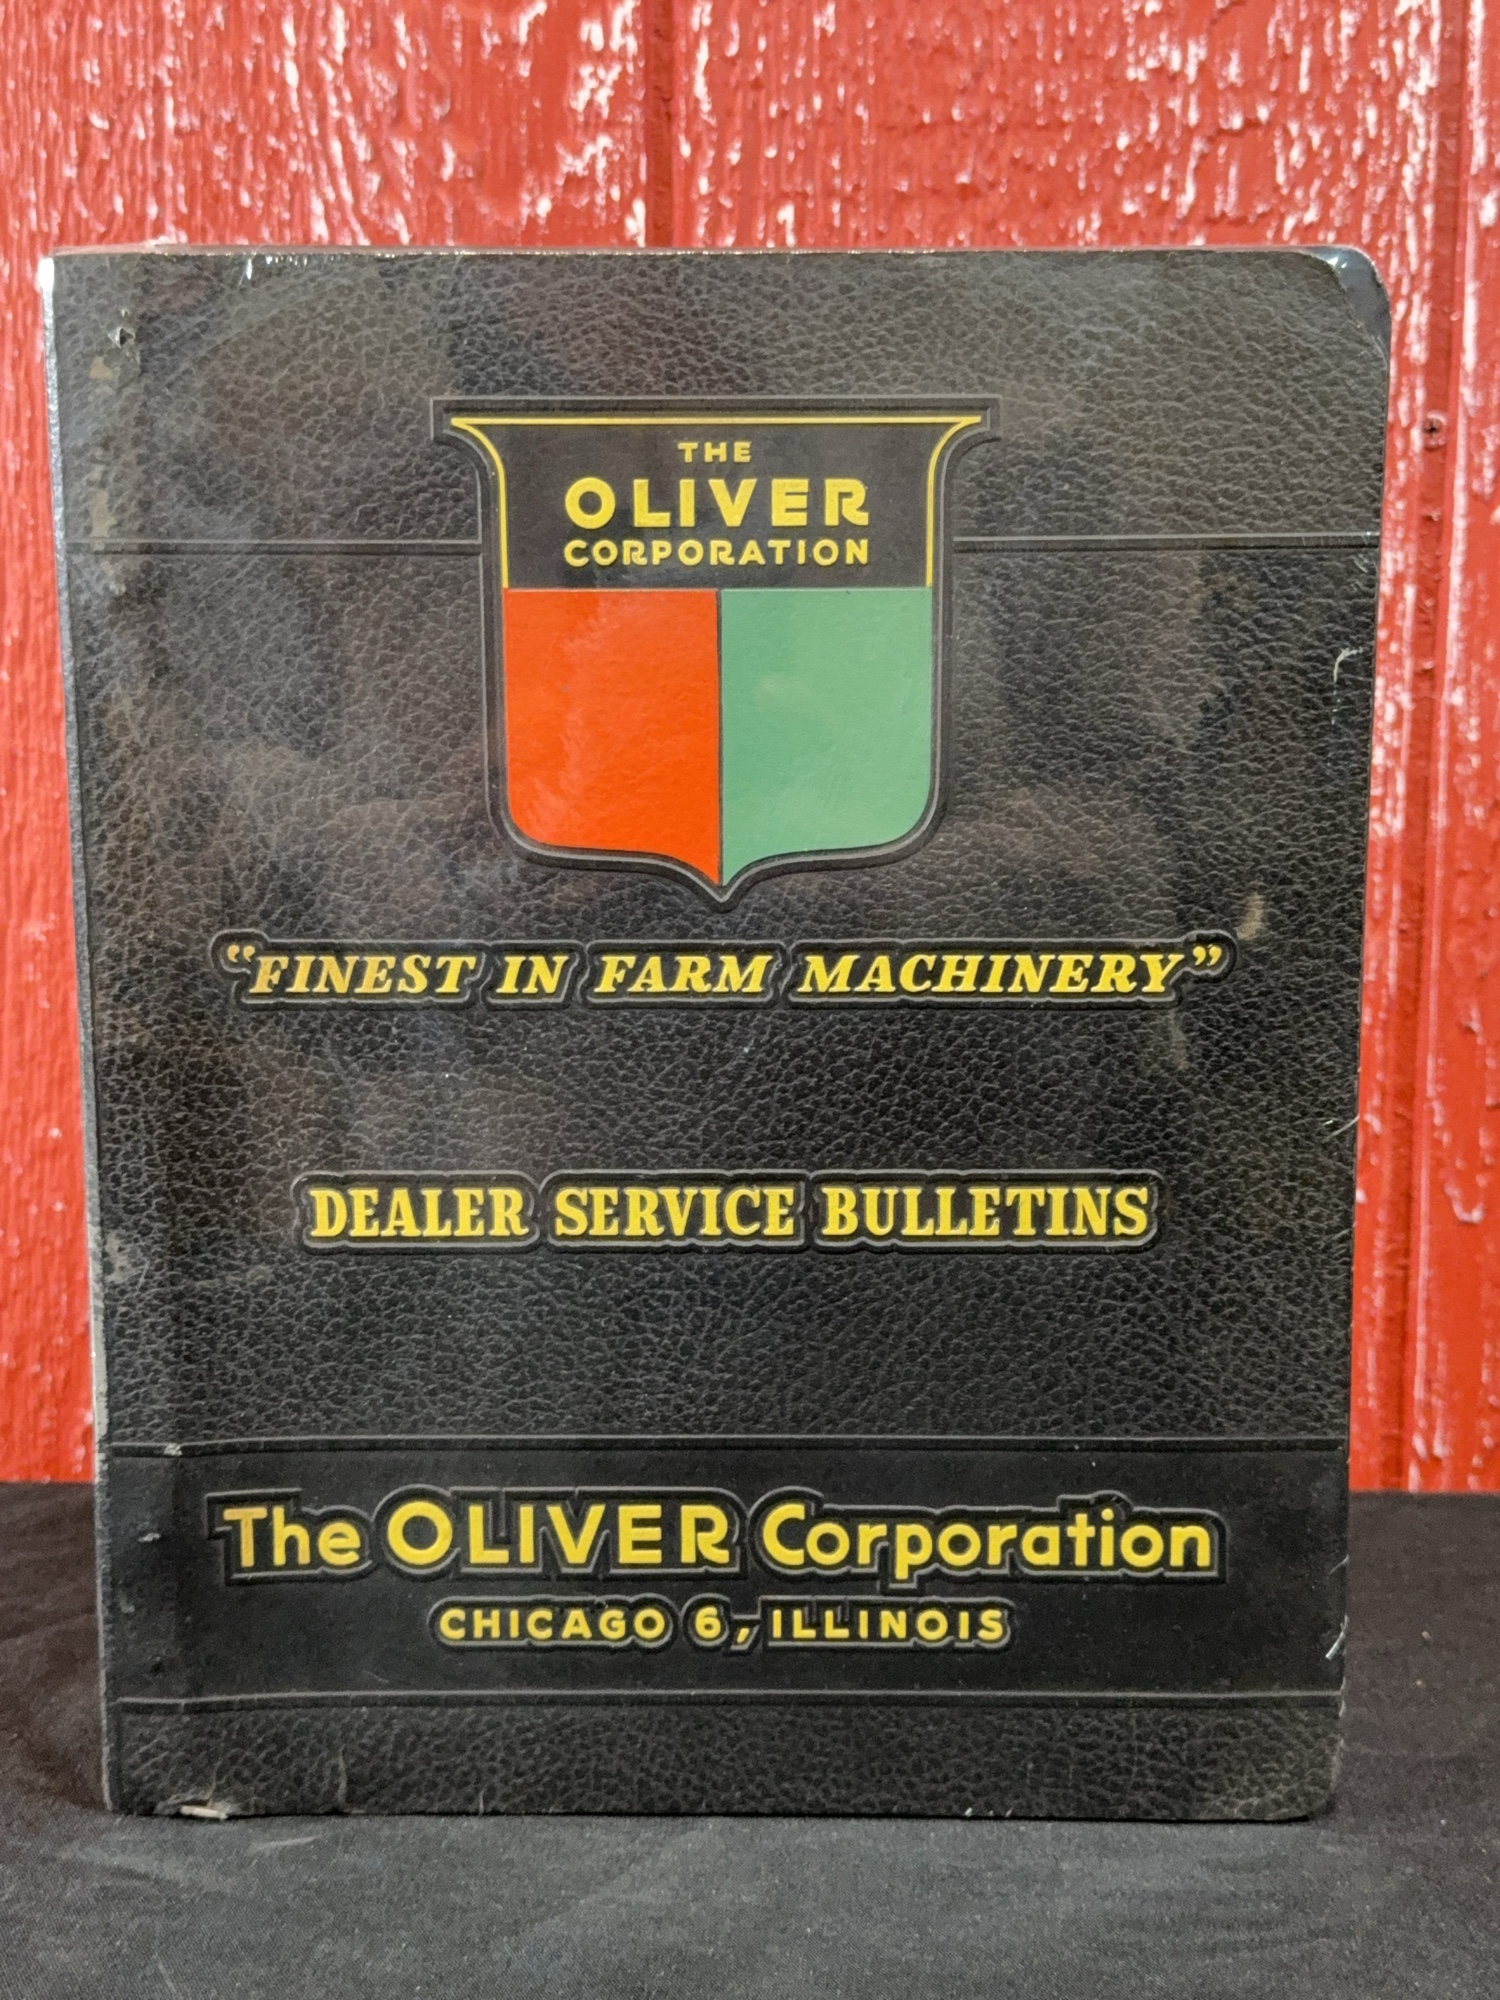 THE
OLIVER
CORPORATION
“FINEST IN FARM MACHINERY”
DEALER SERVICE BULLETINS
The OLIVER Corporation
CHICAGO 6, ILLINOIS